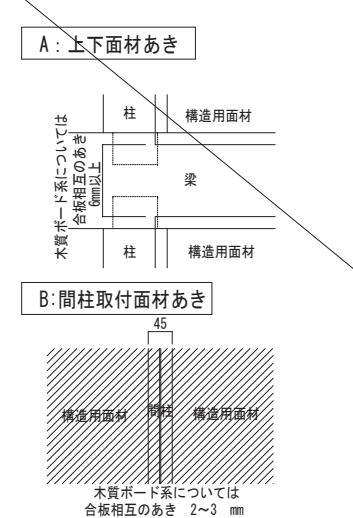 A：上下面材あき
柱
構造用面材
木質ボード系については
合板相互のあき
6mm以上
梁
柱
構造用面材
B:間柱取付面材あき
45
構造用面材
間柱
構造用面材
木質ボード系については
合板相互のあき 2～3 mm